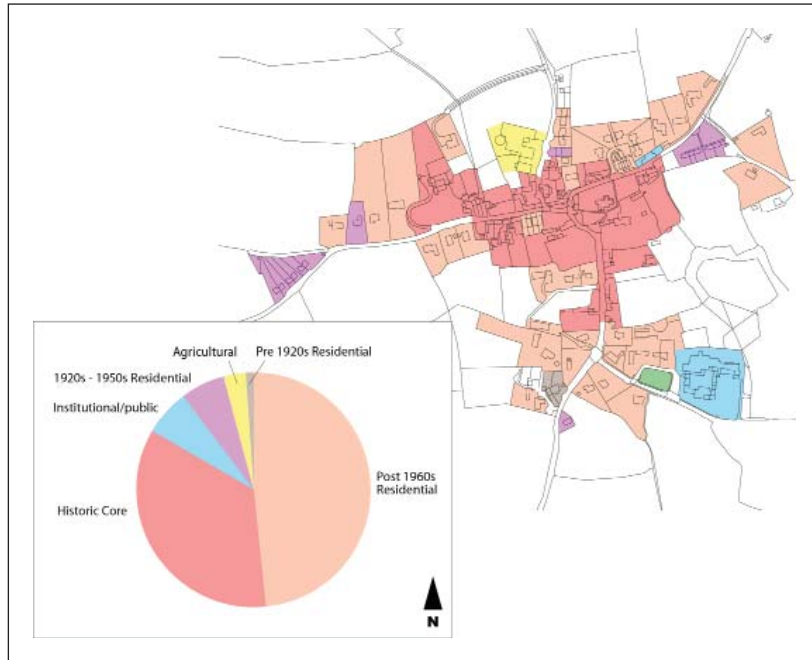 Agricultural
Pre 1920s Residential
1920s - 1950s Residential
Institutional/public
Post 1960s
Residential
Historic Core
N